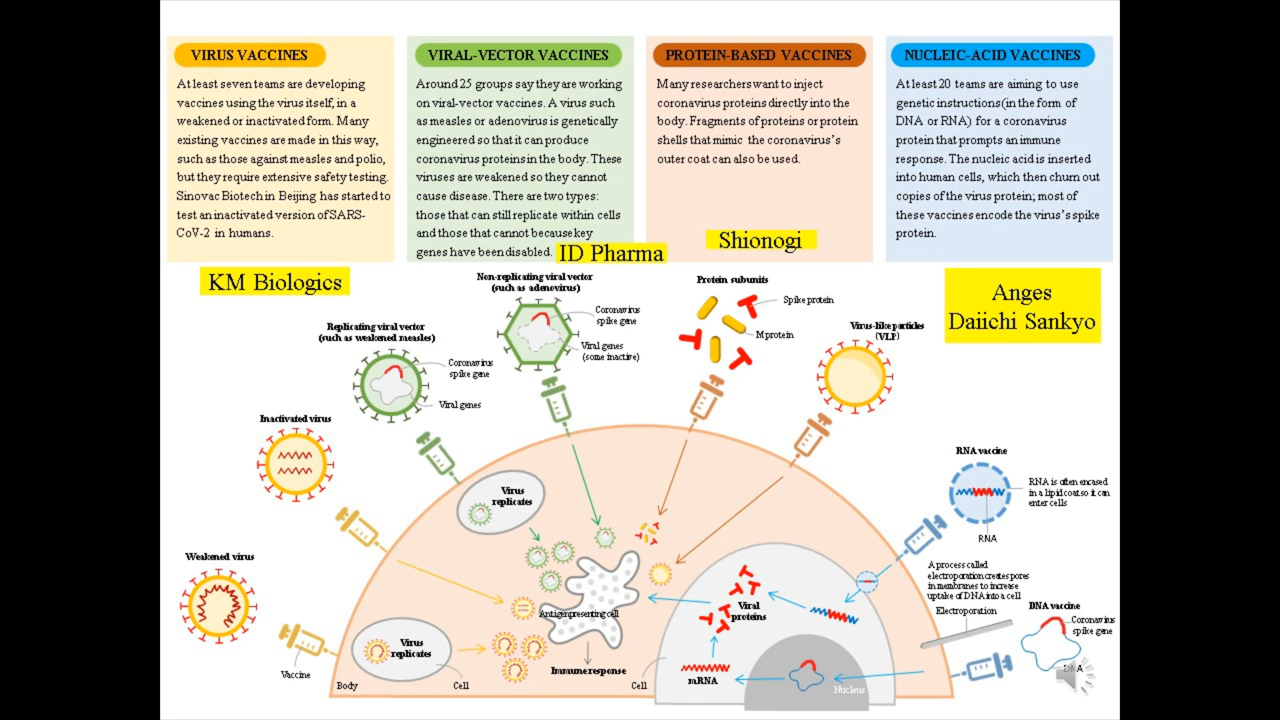 VIRUS VACCINES
At least seven teams are developing
vaccines using the virus itself, in a
weakened or inactivated form. Many
existing vaccines are made in this way,
such as those against measles and polio,
but they require extensive safety testing.
Sinovac Biotech in Beijing has started to
test an inactivated version of SARS-
CoV-2 in humans.
KM Biologics
VIRAL-VECTOR VACCINES
Around 25 groups say they are working
on viral-vector vaccines. A virus such
as measles or adenovirus is genetically
engineered so that it can produce
coronavirus proteins in the body. These
viruses are weakened so they cannot
cause disease. There are two types:
those that can still replicate within cells
and those that cannot because key
genes have been disabled.
ID Pharma
PROTEIN-BASED VACCINES
Many researchers want to inject
coronavirus proteins directly into the
body. Fragments of proteins or protein
shells that mimic the coronavirus's
outer coat can also be used.
Shionogi
NUCLEIC-ACID VACCINES
At least 20 teams are aiming to use
genetic instructions (in the form of
DNA or RNA) for a coronavirus
protein that prompts an immune
response. The nucleic acid is inserted
into human cells, which then churn out
copies of the virus protein; most of
these vaccines encode the virus's spike
protein.
Anges
Daiichi Sankyo
Non-replicating viral vector
(such as adenovirus)
Coronavirus
spike gene
Viral genes
(some inactive)
Replicating viral vector
(such as weakened measles)
Coronavirus
spike gene
Viral genes
Protein subunits
Spike protein
M protein
Virus-like particles
(VLP)
Inactivated virus
Weakened virus
Vaccine
Virus
replicates
Virus
replicates
Antigen presenting cell
Immune response
Body
Cell
Cell
Viral
proteins
mRNA
Nucleus
RNA vaccine
RNA is often encased
in a lipid coat so it can
enter cells
RNA
A process called
electroporation creates pores
in membranes to increase
uptake of DNA into a cell
Electroporation
DNA vaccine
Coronavirus
spike gene
DNA